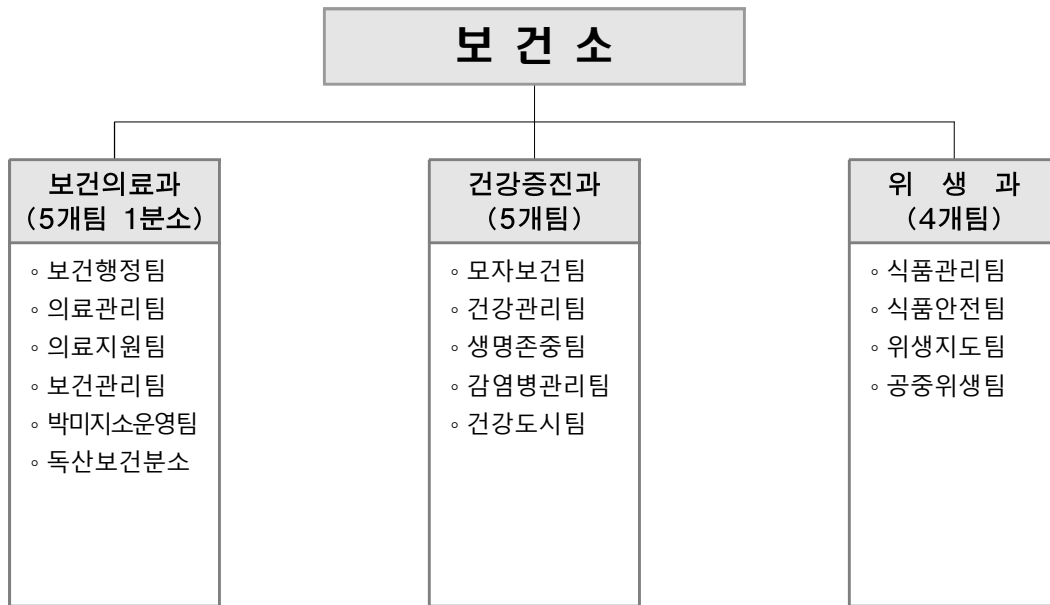 보 건 소
보건의료과
(5개팀 1분소)
◦ 보건행정팀
◦ 의료관리팀
◦ 의료지원팀
◦ 보건관리팀
◦ 박미지소운영팀
◦ 독산보건분소
건강증진과
(5개팀)
◦ 모자보건팀
◦ 건강관리팀
◦ 생명존중팀
◦ 감염병관리팀
◦ 건강도시팀
위 생 과
(4개팀)
◦ 식품관리팀
◦ 식품안전팀
◦ 위생지도팀
◦ 공중위생팀